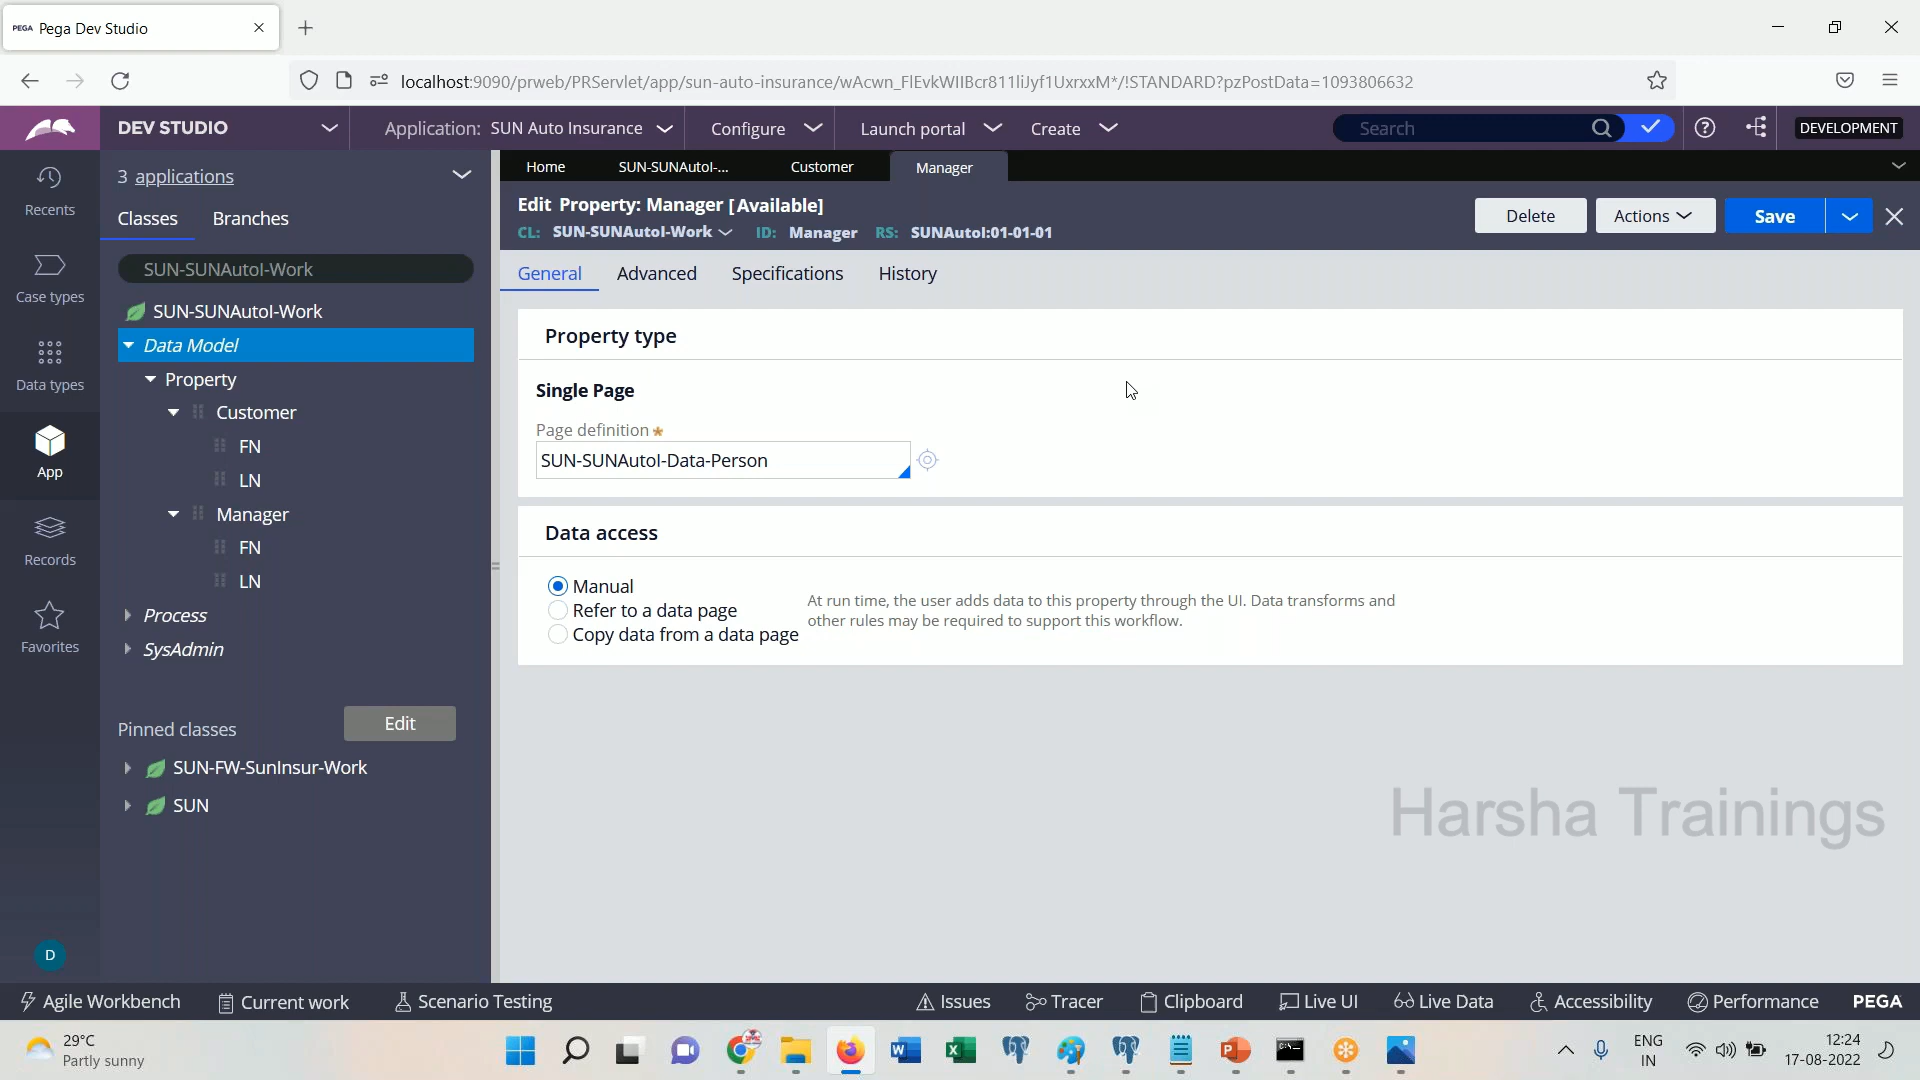 PEGA Pega Dev Studio
localhost:9090/prweb/PRServlet/app/sun-auto-insurance/wAcwn_FlEvkWIIBcr811liJyf1UxrxxM*/!STANDARD?pzPostData=1093806632
DEV STUDIO
Application: SUN Auto Insurance
Configure
Launch portal
Create
Search
DEVELOPMENT
Recents
Case types
Data types
App
Records
Favorites
D
3 applications
Classes Branches
SUN-SUNAutoI-Work
SUN-SUNAutoI-Work
Data Model
Property
Customer
FN
LN
Manager
FN
LN
Process
SysAdmin
Pinned classes
Edit
SUN-FW-SunInsur-Work
SUN
Home SUN-SUNAutoI-... Customer Manager
Edit Property: Manager [Available]
CL: SUN-SUNAutoI-Work ID: Manager RS: SUNAutoI:01-01-01
Delete Actions Save
General Advanced Specifications History
Property type
Single Page
Page definition
SUN-SUNAutoI-Data-Person
Data access
Manual
Refer to a data page
Copy data from a data page
At run time, the user adds data to this property through the UI. Data transforms and
other rules may be required to support this workflow.
Harsha Trainings
Agile Workbench Current work Scenario Testing Issues Tracer Clipboard Live UI Live Data Accessibility Performance PEGA
29°C
Partly sunny
ENG
IN
12:24
17-08-2022